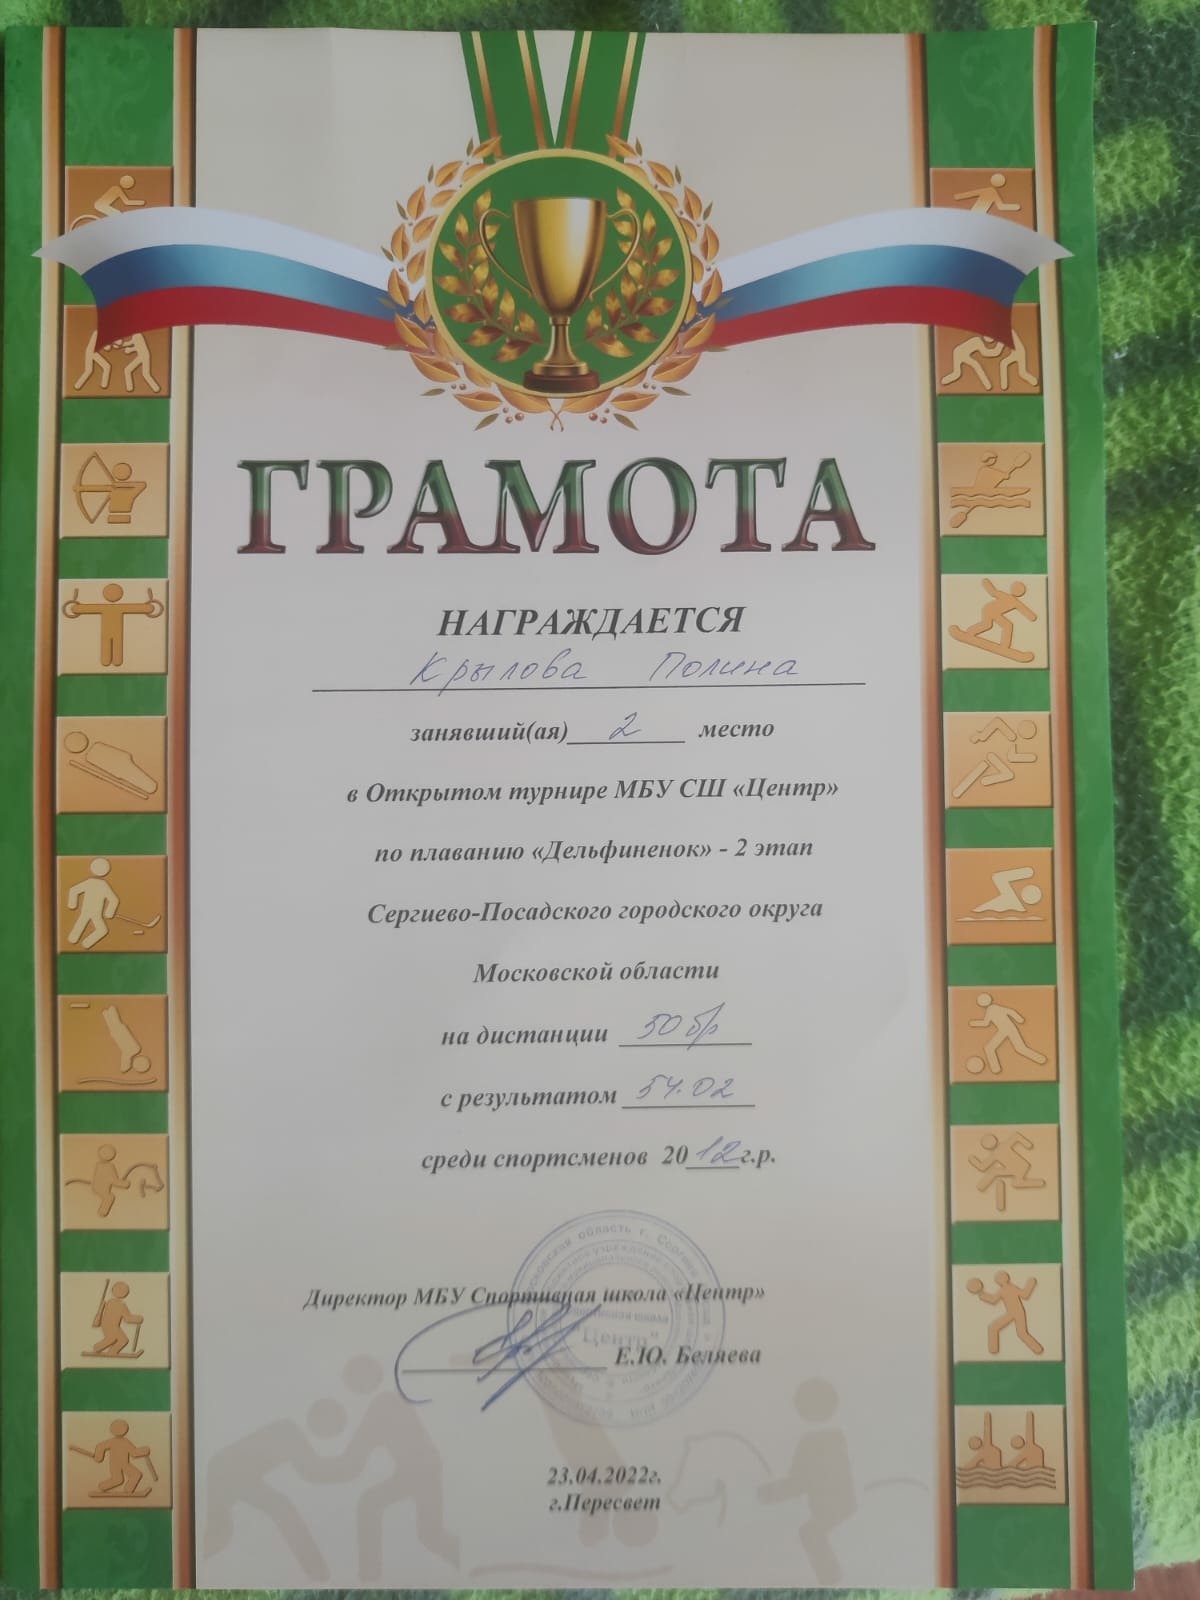 ГРАМОТА
НАГРАЖДАЕТСЯ
Крылова Полина
занявший(ая) 2 место
в Открытом турнире МБУ СШ «Центр»
по плаванию «Дельфиненок» - 2 этап
Сергиево-Посадского городского округа
Московской области
на дистанции 50 бр
с результатом 54.02
среди спортсменов 2012 г.р.
Директор МБУ Спортивная школа «Центр»
"Центр"
Е.Ю. Беляева
23.04.2022г.
г.Пересвет